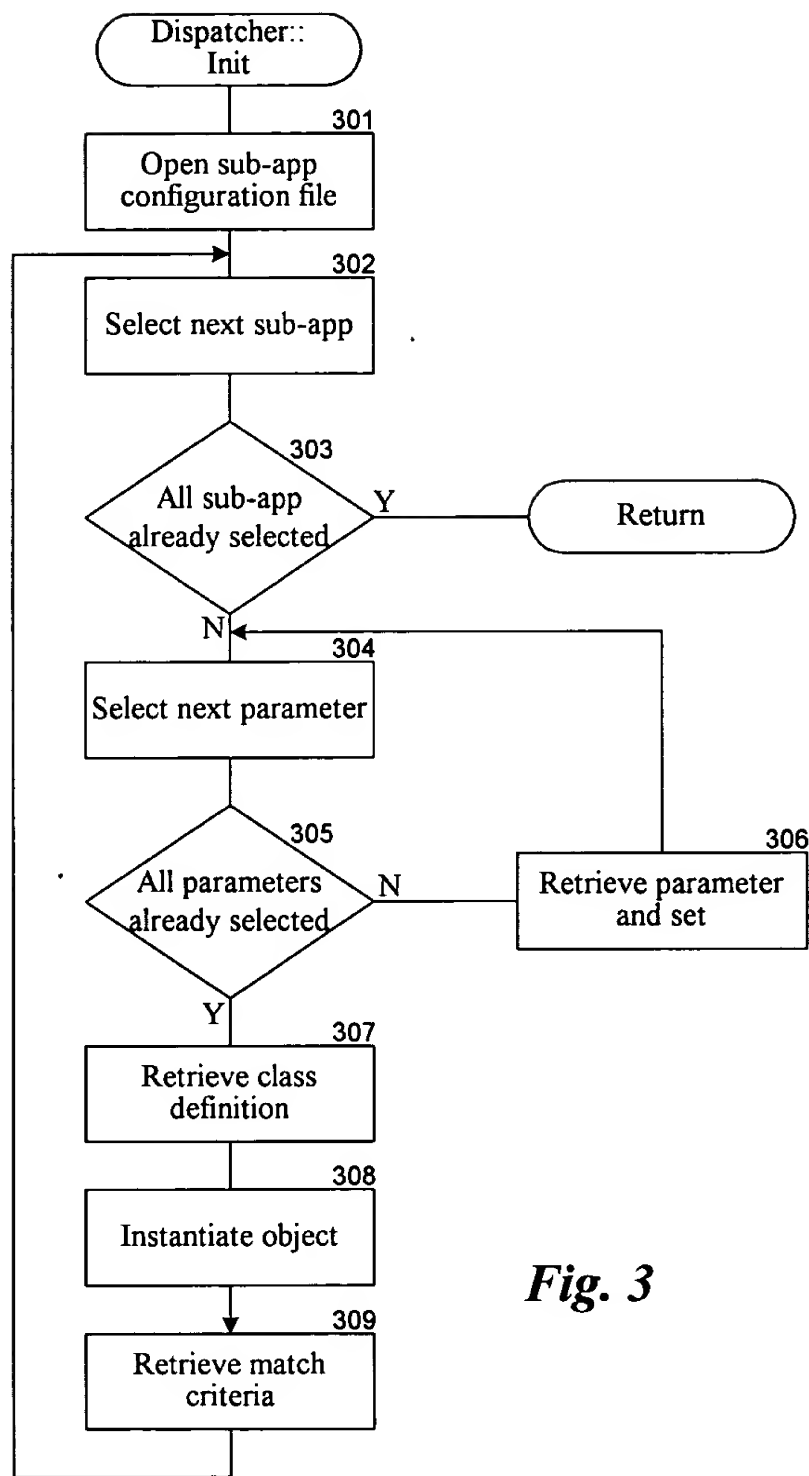 Dispatcher::
Init
301
Open sub-app
configuration file
302
Select next sub-app
303
All sub-app
already selected
Y
Return
N
304
Select next parameter
305
All parameters
already selected
N
306
Retrieve parameter
and set
Y
307
Retrieve class
definition
308
Instantiate object
309
Retrieve match
criteria
Fig. 3